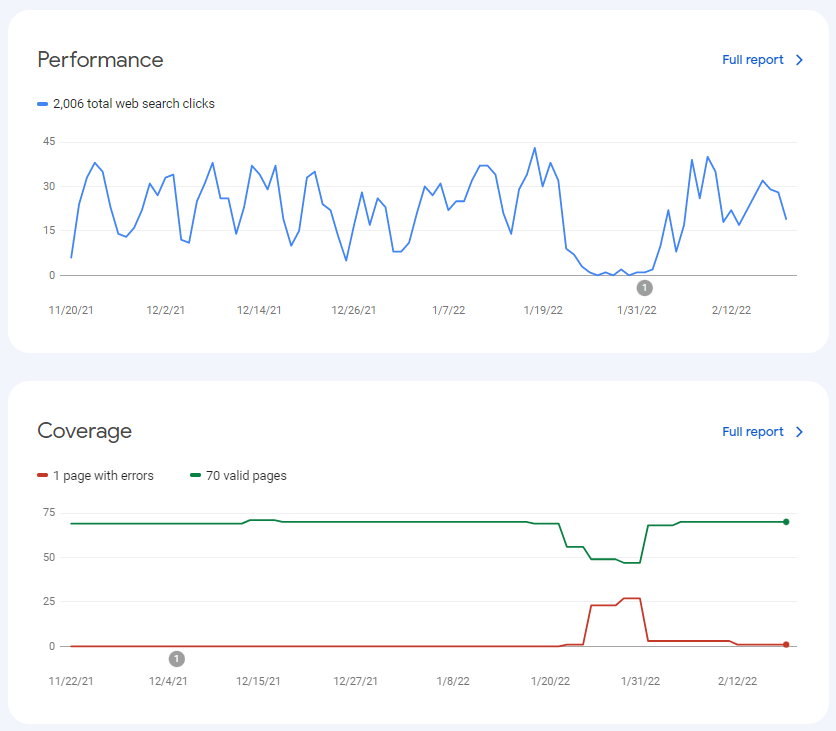 Performance
Full report
2,006 total web search clicks
45
30
15
0
1
11/20/21 12/2/21 12/14/21 12/26/21 1/7/22 1/19/22 1/31/22 2/12/22
Coverage
Full report
1 page with errors 70 valid pages
75
50
25
0
1
11/22/21 12/4/21 12/15/21 12/27/21 1/8/22 1/20/22 1/31/22 2/12/22